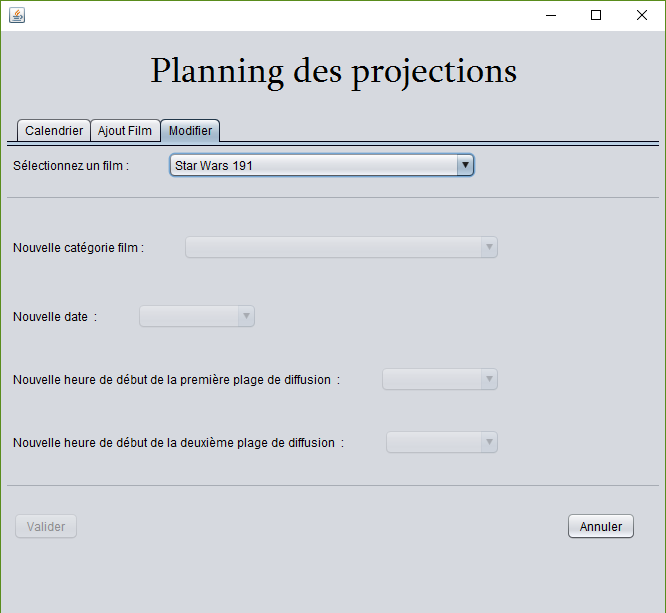 Planning des projections
Calendrier Ajout Film Modifier
Sélectionnez un film : Star Wars 191
Nouvelle catégorie film :
Nouvelle date :
Nouvelle heure de début de la première plage de diffusion :
Nouvelle heure de début de la deuxième plage de diffusion :
Valider Annuler